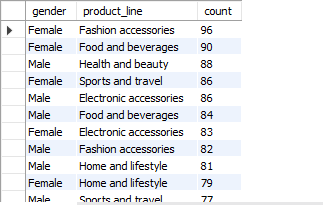 gender product_line count
Female Fashion accessories 96
Female Food and beverages 90
Male Health and beauty 88
Female Sports and travel 86
Male Electronic accessories 86
Male Food and beverages 84
Female Electronic accessories 83
Male Fashion accessories 82
Male Home and lifestyle 81
Female Home and lifestyle 79
Male Sports and travel 77